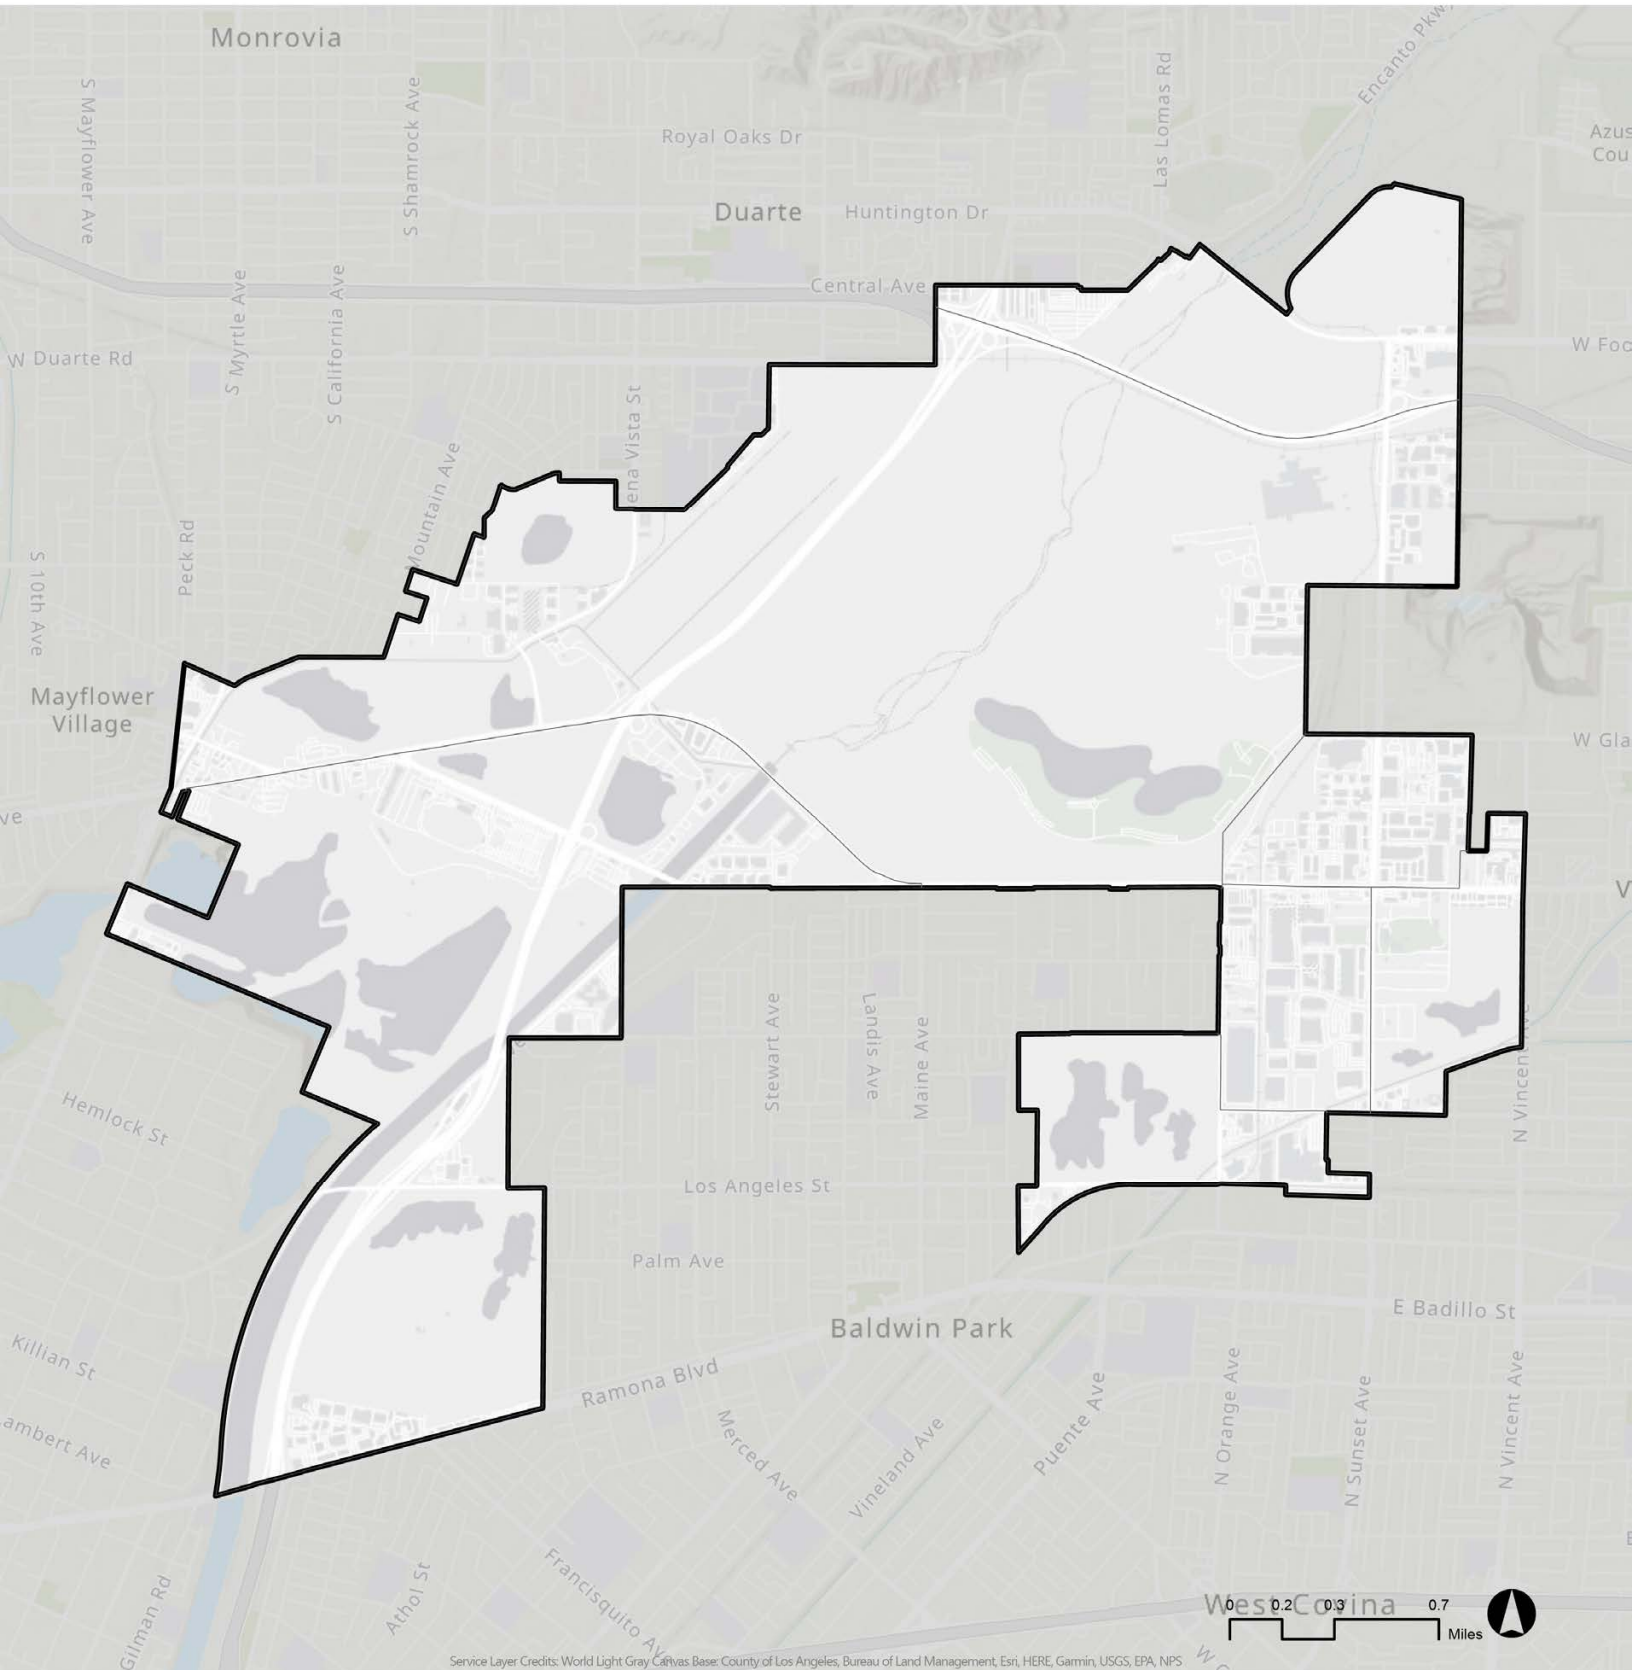 Monrovia
Encanto Pkwy
S Mayflower Ave
S Shamrock Ave
Las Lomas Rd
Royal Oaks Dr
Azus
Cou
Duarte
Huntington Dr
Central Ave
S Myrtle Ave
S California Ave
W Duarte Rd
W Foo
ena Vista St
Mountain Ave
Peck Rd
S 10th Ave
Mayflower
Village
W Gla
ve
V
Stewart Ave
Landis Ave
Maine Ave
N Vincent Ave
Hemlock St
Los Angeles St
Palm Ave
E Badillo St
Baldwin Park
Killian St
Ramona Blvd
ambert Ave
Merced Ave
Vineland Ave
Puente Ave
N Orange Ave
N Sunset Ave
N Vincent Ave
Francisquito Av
Athol St
Gilman Rd
West Covina
0 0.2 0.3 0.7
Miles
Service Layer Credits: World Light Gray Canvas Base: County of Los Angeles, Bureau of Land Management, Esri, HERE, Garmin, USGS, EPA, NPS